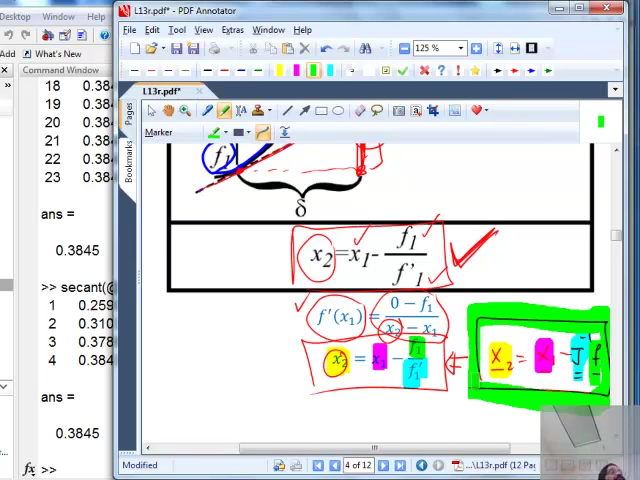 Desktop Window
L13r.pdf* - PDF Annotator
File Edit Document View Tool Extras Window Help
Add What's New
125 %
Command Window
L13r.pdf*
Marker
Pages
18 0.384
19 0.384
20 0.384
21 0.384
22 0.384
23 0.384
ans =
0.3845
>> secant(@
1 0.259
2 0.310
3 0.378
4 0.384
ans =
0.3845
fx >>
f₁
δ
x₂=x₁- f₁
f'₁
f′(x₁) = 0 − f₁
x₂ − x₁
x₂ = x₁ − f₁
f₁′
x₂ = x₁ - J⁻¹ f
Modified
4 of 12
...\L13r.pdf (12 Pages